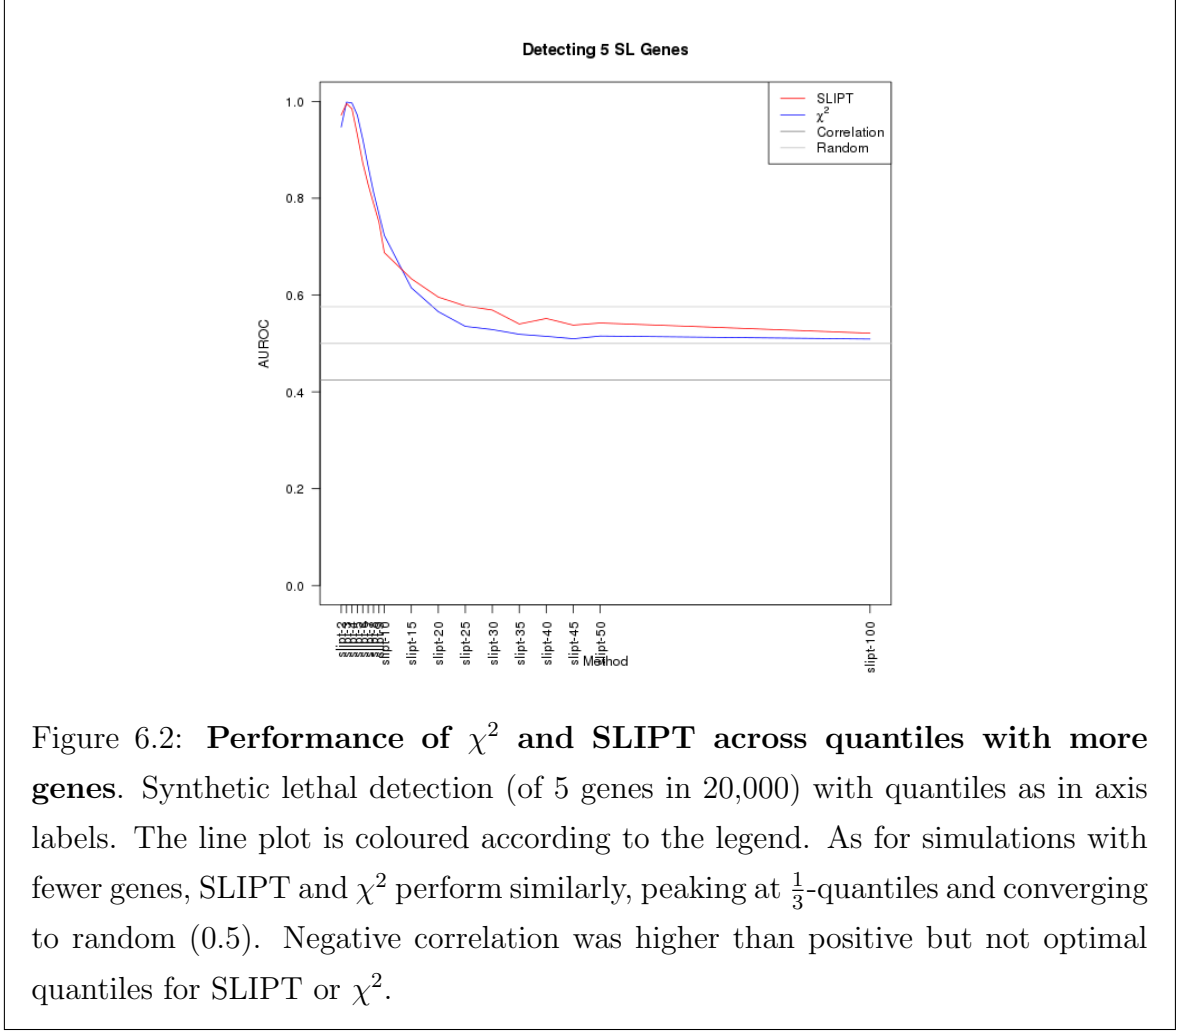 Detecting 5 SL Genes
SLIPT
χ²
Correlation
Random
AUROC
1.0
0.8
0.6
0.4
0.2
0.0
slipt-2
slipt-10
slipt-15
slipt-20
slipt-25
slipt-30
slipt-35
slipt-40
slipt-45
slipt-50
slipt-100
Method
Figure 6.2: Performance of χ² and SLIPT across quantiles with more
genes. Synthetic lethal detection (of 5 genes in 20,000) with quantiles as in axis
labels. The line plot is coloured according to the legend. As for simulations with
fewer genes, SLIPT and χ² perform similarly, peaking at 1/3-quantiles and converging
to random (0.5). Negative correlation was higher than positive but not optimal
quantiles for SLIPT or χ².